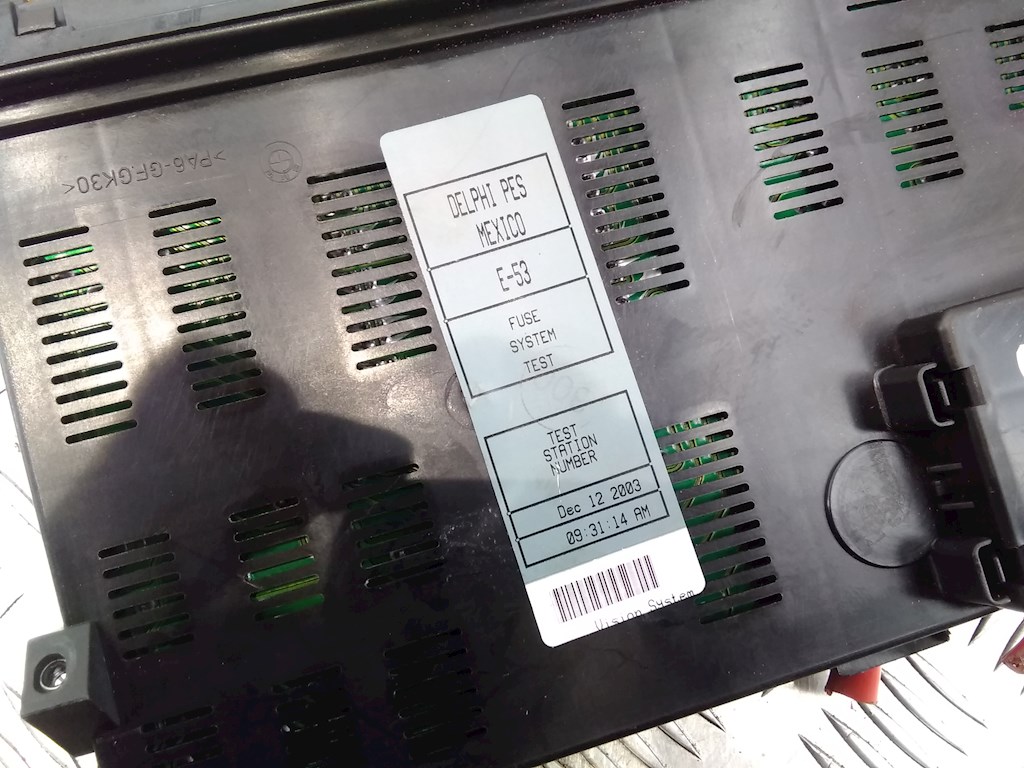 >PA6-GF.GK30<
DELPHI PES
MEXICO
E-53
FUSE
SYSTEM
TEST
TEST
STATION
NUMBER
Dec 12 2003
09:31:14 AM
Vision System